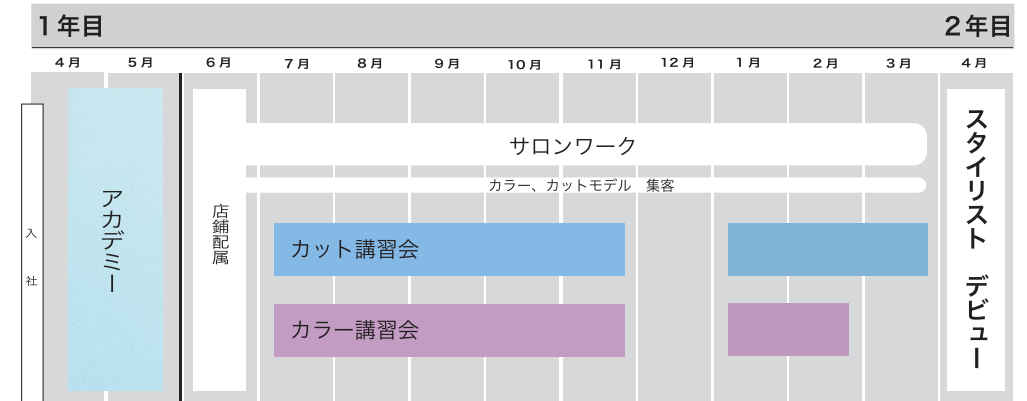 １年目
２年目
４月
５月
６月
７月
８月
９月
１０月
１１月
１２月
１月
２月
３月
４月
入社
アカデミー
店舗配属
サロンワーク
カラー、カットモデル　集客
カット講習会
カラー講習会
スタイリスト　デビュー